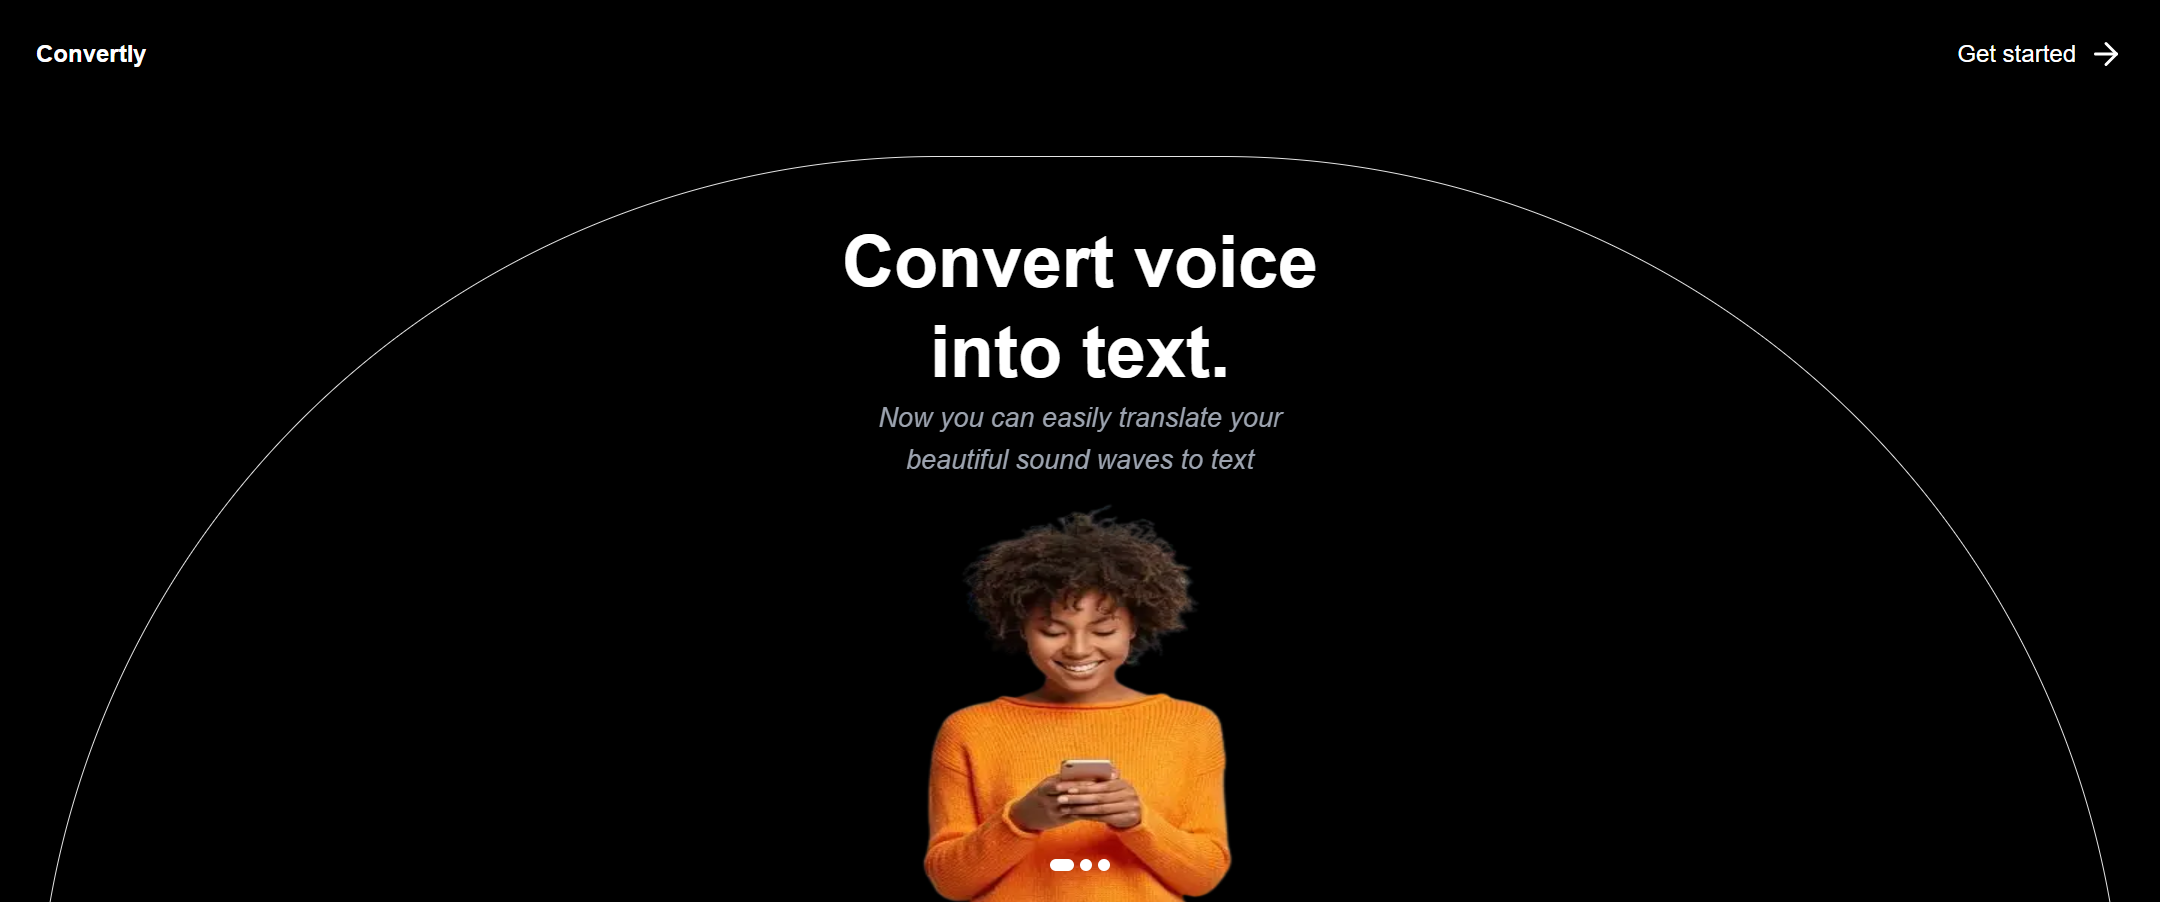 Convertly
Get started
Convert voice
into text.
Now you can easily translate your
beautiful sound waves to text